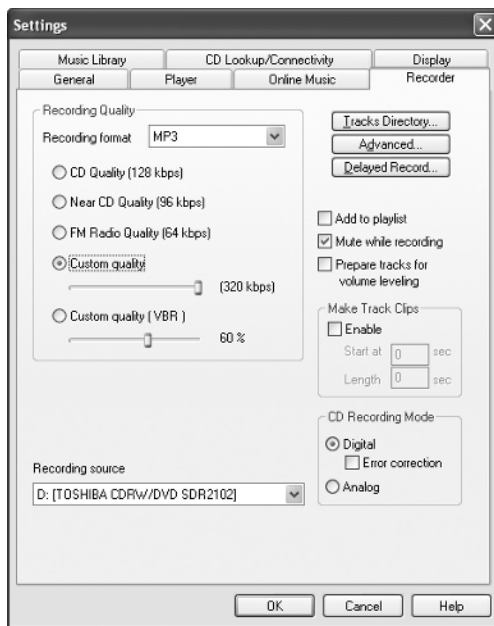 Settings
Music Library
CD Lookup/Connectivity
Display
General
Player
Online Music
Recorder
Recording Quality
Recording format
MP3
CD Quality (128 kbps)
Near CD Quality (96 kbps)
FM Radio Quality (64 kbps)
Custom quality
(320 kbps)
Custom quality ( VBR )
60 %
Recording source
D: [TOSHIBA CDRW/DVD SDR2102]
Tracks Directory...
Advanced...
Delayed Record...
Add to playlist
Mute while recording
Prepare tracks for
volume leveling
Make Track Clips
Enable
Start at 0 sec
Length 0 sec
CD Recording Mode
Digital
Error correction
Analog
OK
Cancel
Help